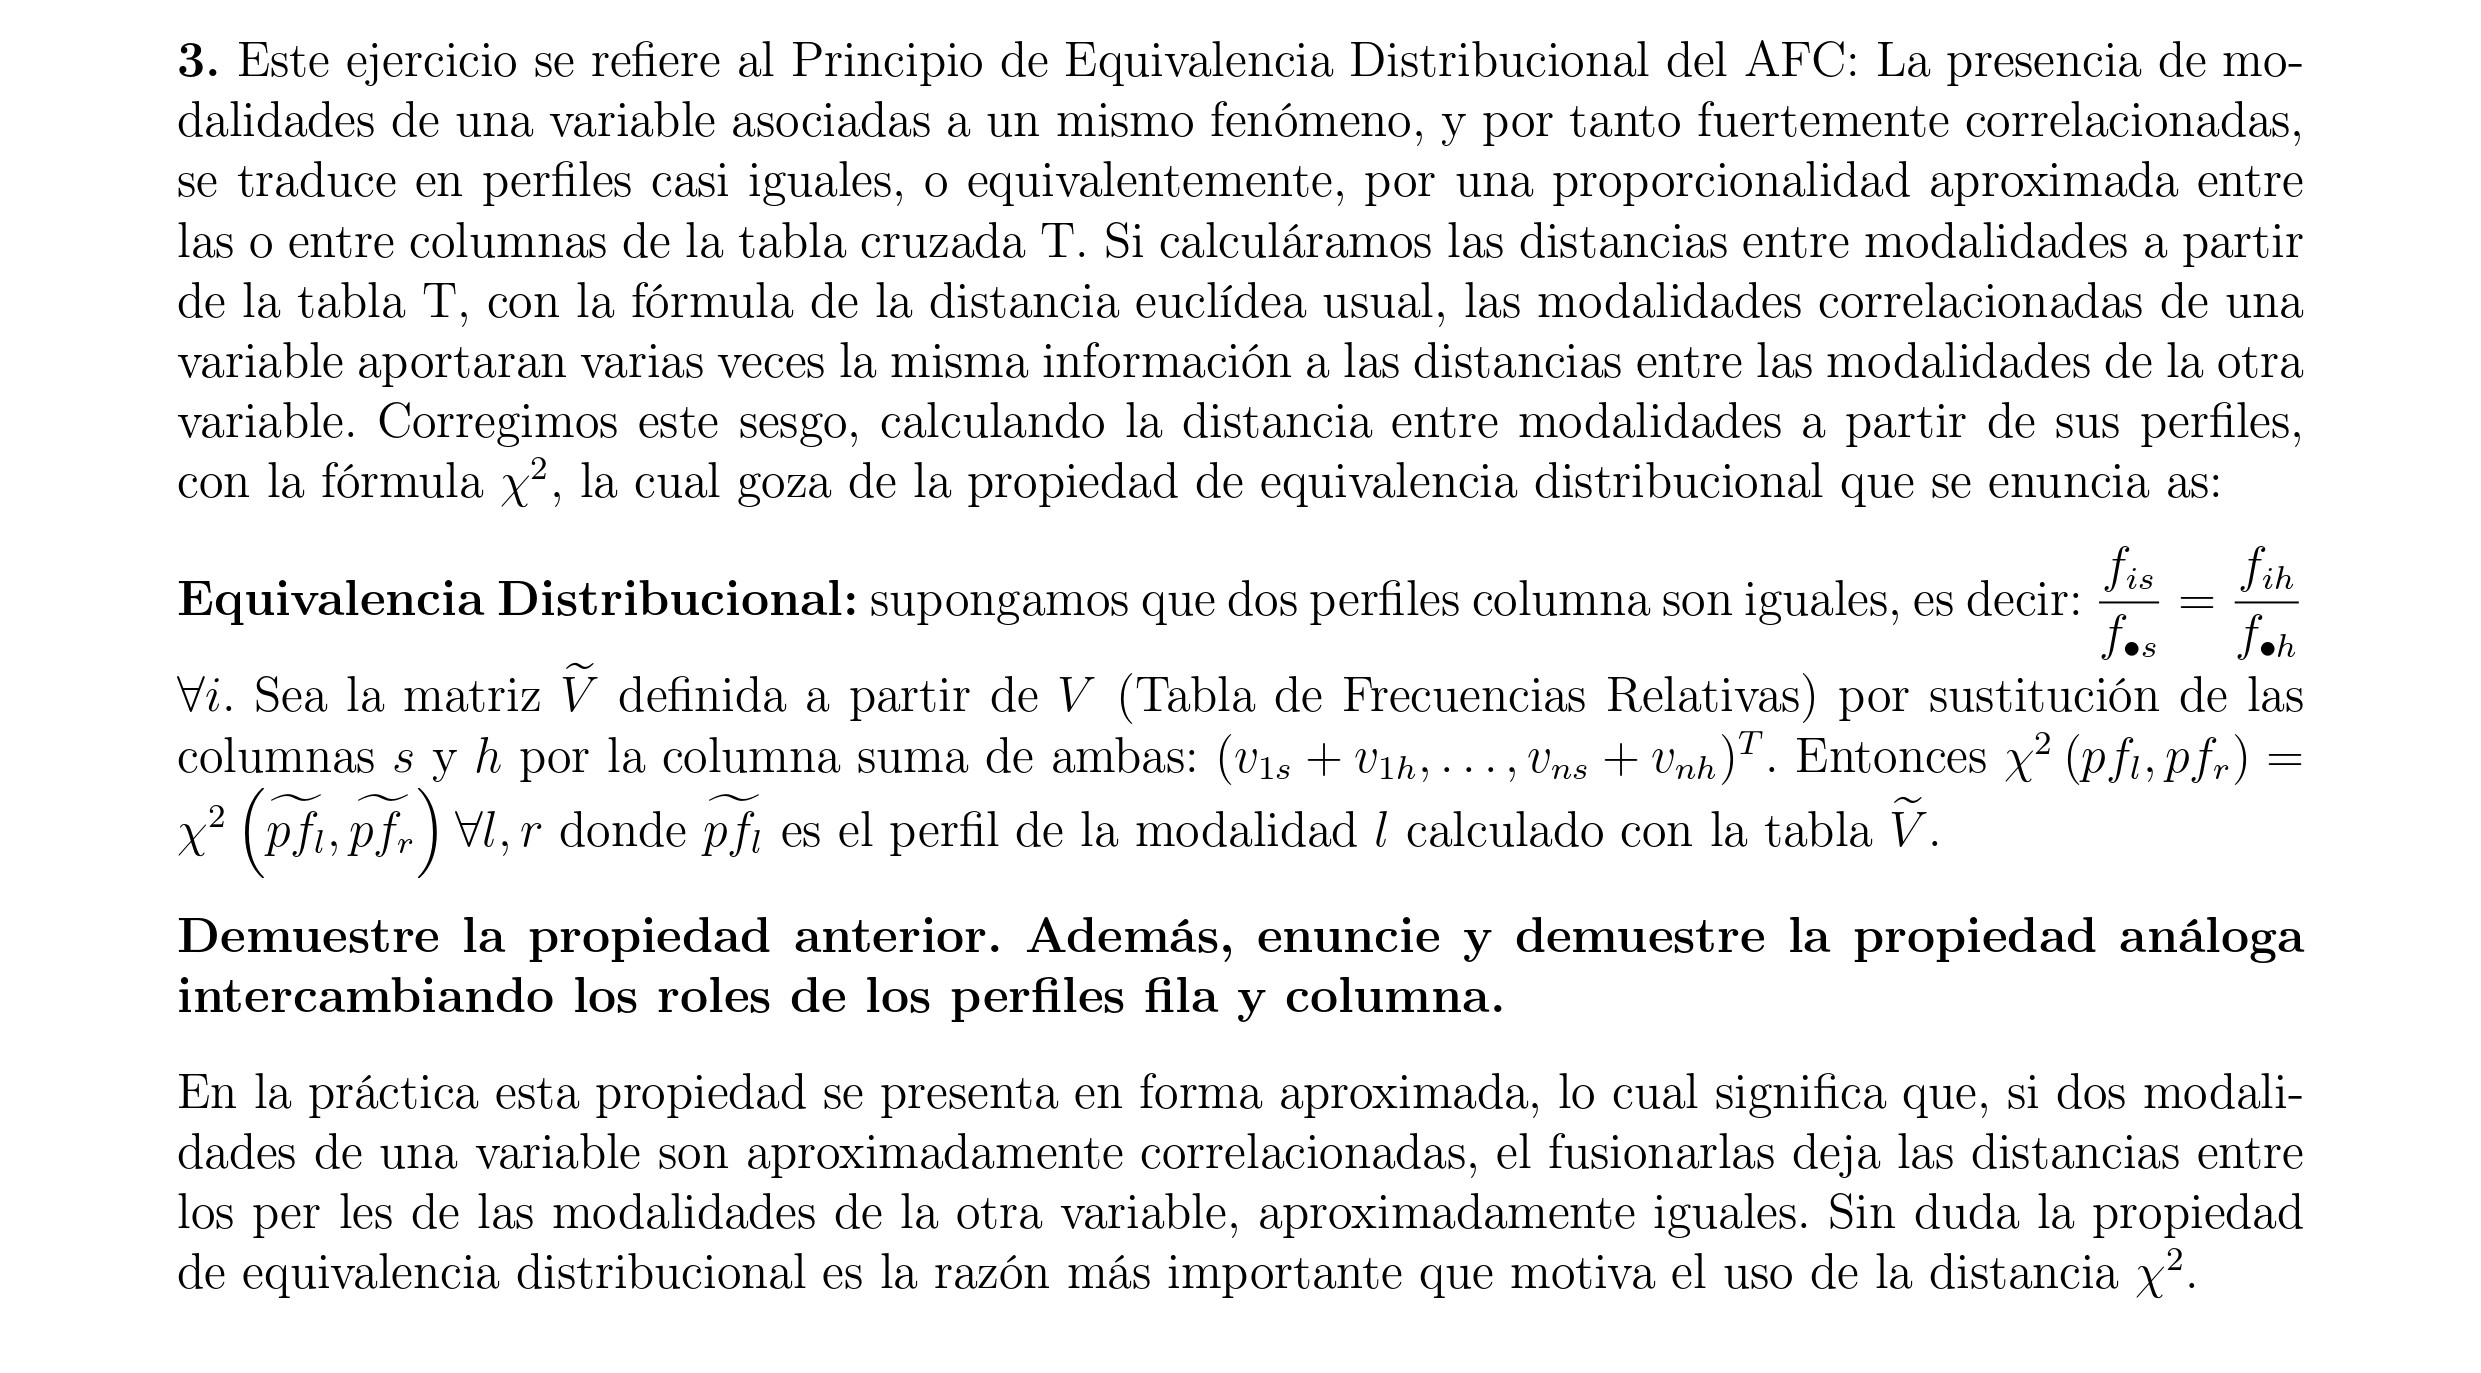 3. Este ejercicio se refiere al Principio de Equivalencia Distribucional del AFC: La presencia de mo-
dalidades de una variable asociadas a un mismo fenómeno, y por tanto fuertemente correlacionadas,
se traduce en perfiles casi iguales, o equivalentemente, por una proporcionalidad aproximada entre
las o entre columnas de la tabla cruzada T. Si calculáramos las distancias entre modalidades a partir
de la tabla T, con la fórmula de la distancia euclídea usual, las modalidades correlacionadas de una
variable aportaran varias veces la misma información a las distancias entre las modalidades de la otra
variable. Corregimos este sesgo, calculando la distancia entre modalidades a partir de sus perfiles,
con la fórmula $\chi^2$, la cual goza de la propiedad de equivalencia distribucional que se enuncia as:
Equivalencia Distribucional: supongamos que dos perfiles columna son iguales, es decir: $\frac{f_{is}}{f_{\bullet s}} = \frac{f_{ih}}{f_{\bullet h}}$
$\forall i$. Sea la matriz $\widetilde{V}$ definida a partir de $V$ (Tabla de Frecuencias Relativas) por sustitución de las
columnas $s$ y $h$ por la columna suma de ambas: $(v_{1s} + v_{1h}, \ldots, v_{ns} + v_{nh})^T$. Entonces $\chi^2 (pf_l, pf_r) =$
$\chi^2 \left(\widetilde{pf}_l, \widetilde{pf}_r\right) \forall l, r$ donde $\widetilde{pf}_l$ es el perfil de la modalidad $l$ calculado con la tabla $\widetilde{V}$.
Demuestre la propiedad anterior. Además, enuncie y demuestre la propiedad análoga
intercambiando los roles de los perfiles fila y columna.
En la práctica esta propiedad se presenta en forma aproximada, lo cual significa que, si dos modali-
dades de una variable son aproximadamente correlacionadas, el fusionarlas deja las distancias entre
los per les de las modalidades de la otra variable, aproximadamente iguales. Sin duda la propiedad
de equivalencia distribucional es la razón más importante que motiva el uso de la distancia $\chi^2$.